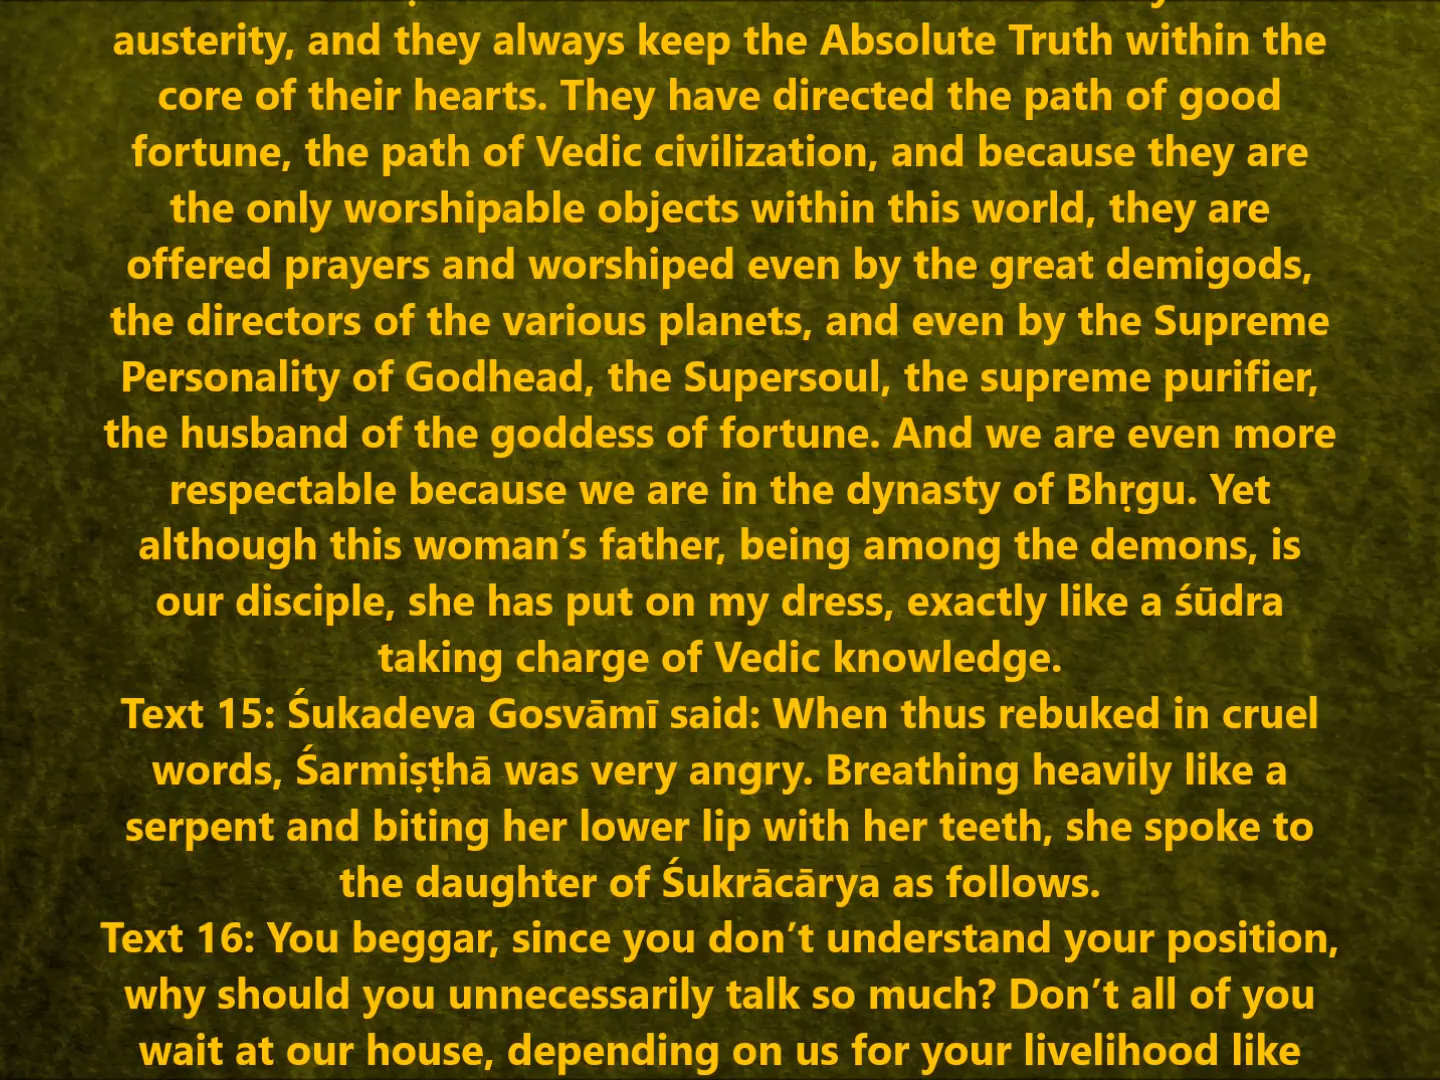 austerity, and they always keep the Absolute Truth within the
core of their hearts. They have directed the path of good
fortune, the path of Vedic civilization, and because they are
the only worshipable objects within this world, they are
offered prayers and worshiped even by the great demigods,
the directors of the various planets, and even by the Supreme
Personality of Godhead, the Supersoul, the supreme purifier,
the husband of the goddess of fortune. And we are even more
respectable because we are in the dynasty of Bhṛgu. Yet
although this woman’s father, being among the demons, is
our disciple, she has put on my dress, exactly like a śūdra
taking charge of Vedic knowledge.
Text 15: Śukadeva Gosvāmī said: When thus rebuked in cruel
words, Śarmiṣṭhā was very angry. Breathing heavily like a
serpent and biting her lower lip with her teeth, she spoke to
the daughter of Śukrācārya as follows.
Text 16: You beggar, since you don’t understand your position,
why should you unnecessarily talk so much? Don’t all of you
wait at our house, depending on us for your livelihood like